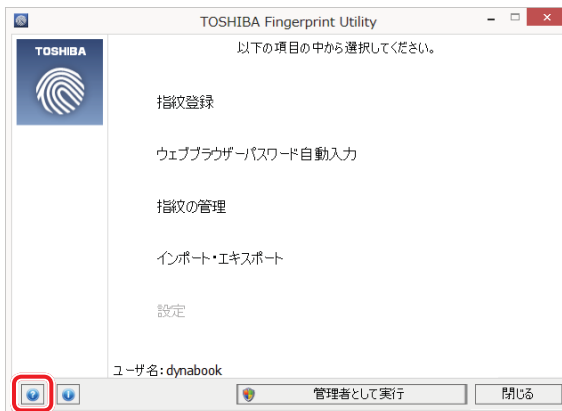 TOSHIBA Fingerprint Utility
TOSHIBA
以下の項目の中から選択してください。
指紋登録
ウェブブラウザーパスワード自動入力
指紋の管理
インポート・エキスポート
設定
ユーザ名:dynabook
管理者として実行
閉じる